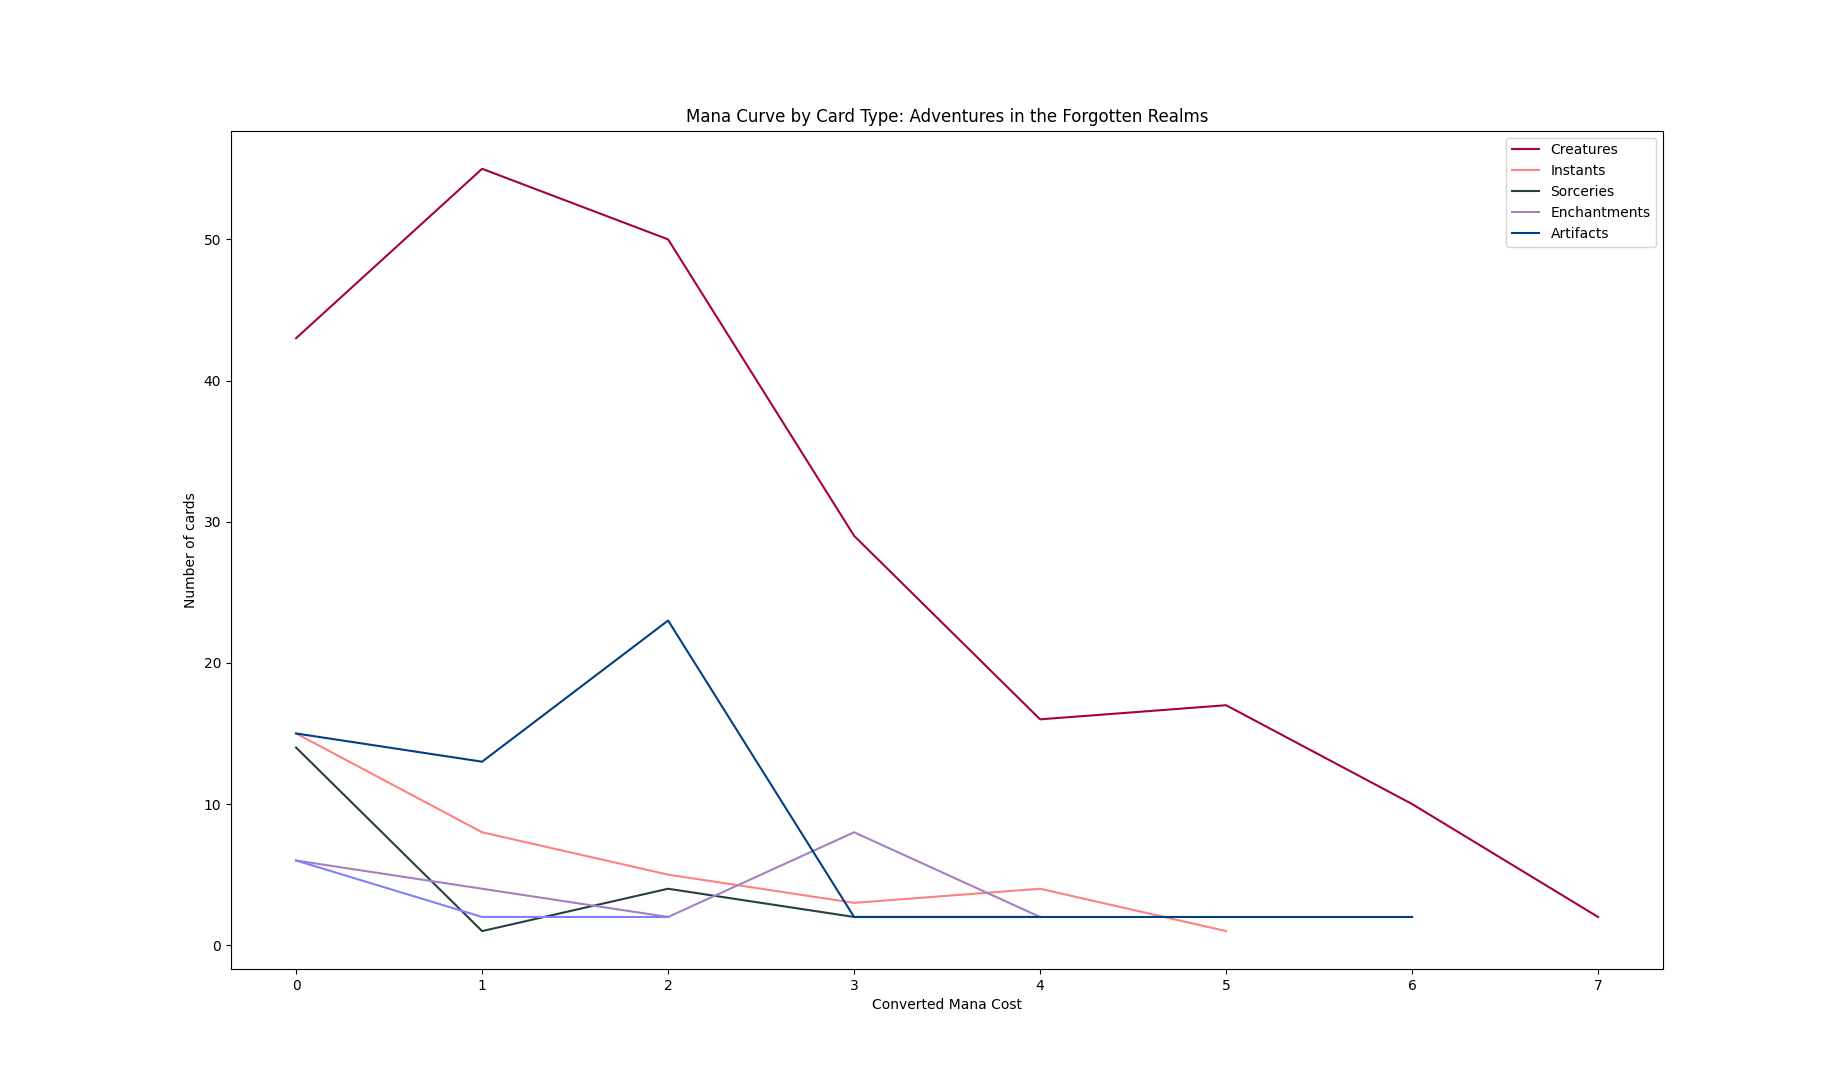 Mana Curve by Card Type: Adventures in the Forgotten Realms
Creatures
Instants
Sorceries
Enchantments
Artifacts
50
40
30
20
10
0
Number of cards
0 1 2 3 4 5 6 7
Converted Mana Cost